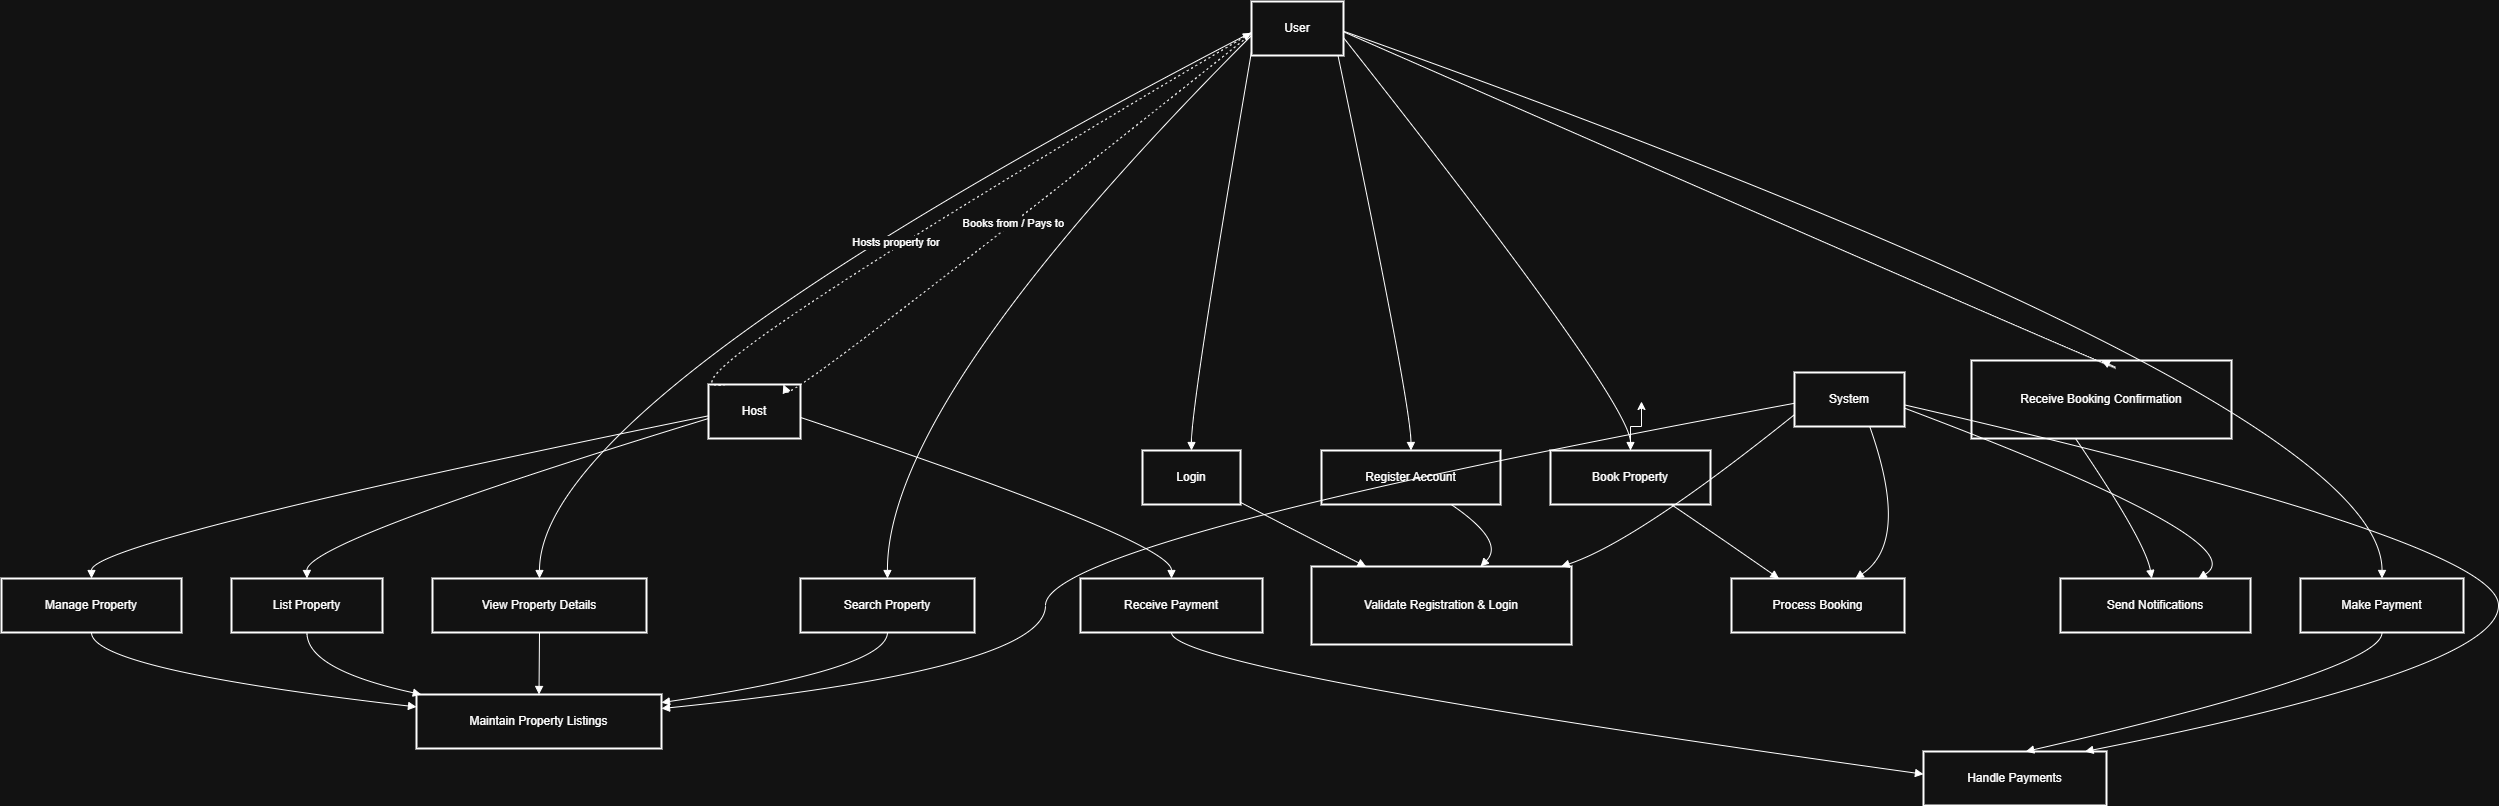 User
Books from / Pays to
Hosts property for
Host
System
Receive Booking Confirmation
Login
Register Account
Book Property
Manage Property
List Property
View Property Details
Search Property
Receive Payment
Validate Registration & Login
Process Booking
Send Notifications
Make Payment
Maintain Property Listings
Handle Payments